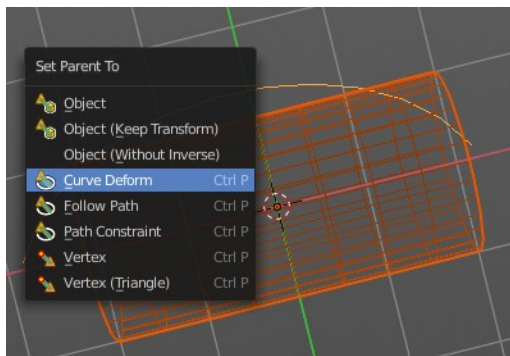 Set Parent To
Object
Object (Keep Transform)
Object (Without Inverse)
Curve Deform Ctrl P
Follow Path Ctrl P
Path Constraint Ctrl P
Vertex Ctrl P
Vertex (Triangle) Ctrl P